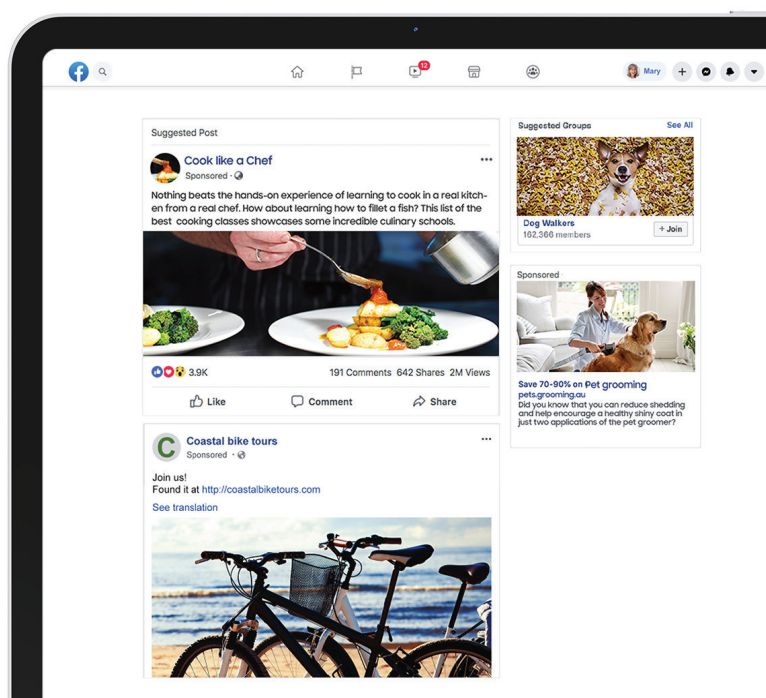 f
12
Mary
Suggested Post
Cook like a Chef
Sponsored ·
Nothing beats the hands-on experience of learning to cook in a real kitch-
en from a real chef. How about learning how to fillet a fish? This list of the
best cooking classes showcases some incredible culinary schools.
3.9K
191 Comments 642 Shares 2M Views
Like
Comment
Share
C
Coastal bike tours
Sponsored ·
Join us!
Found it at http://coastalbiketours.com
See translation
Suggested Groups
See All
Dog Walkers
162,366 members
+ Join
Sponsored ·
Save 70-90% on Pet grooming
pets.grooming.au
Did you know that you can reduce shedding
and help encourage a healthy shiny coat in
just two applications of the pet groomer?